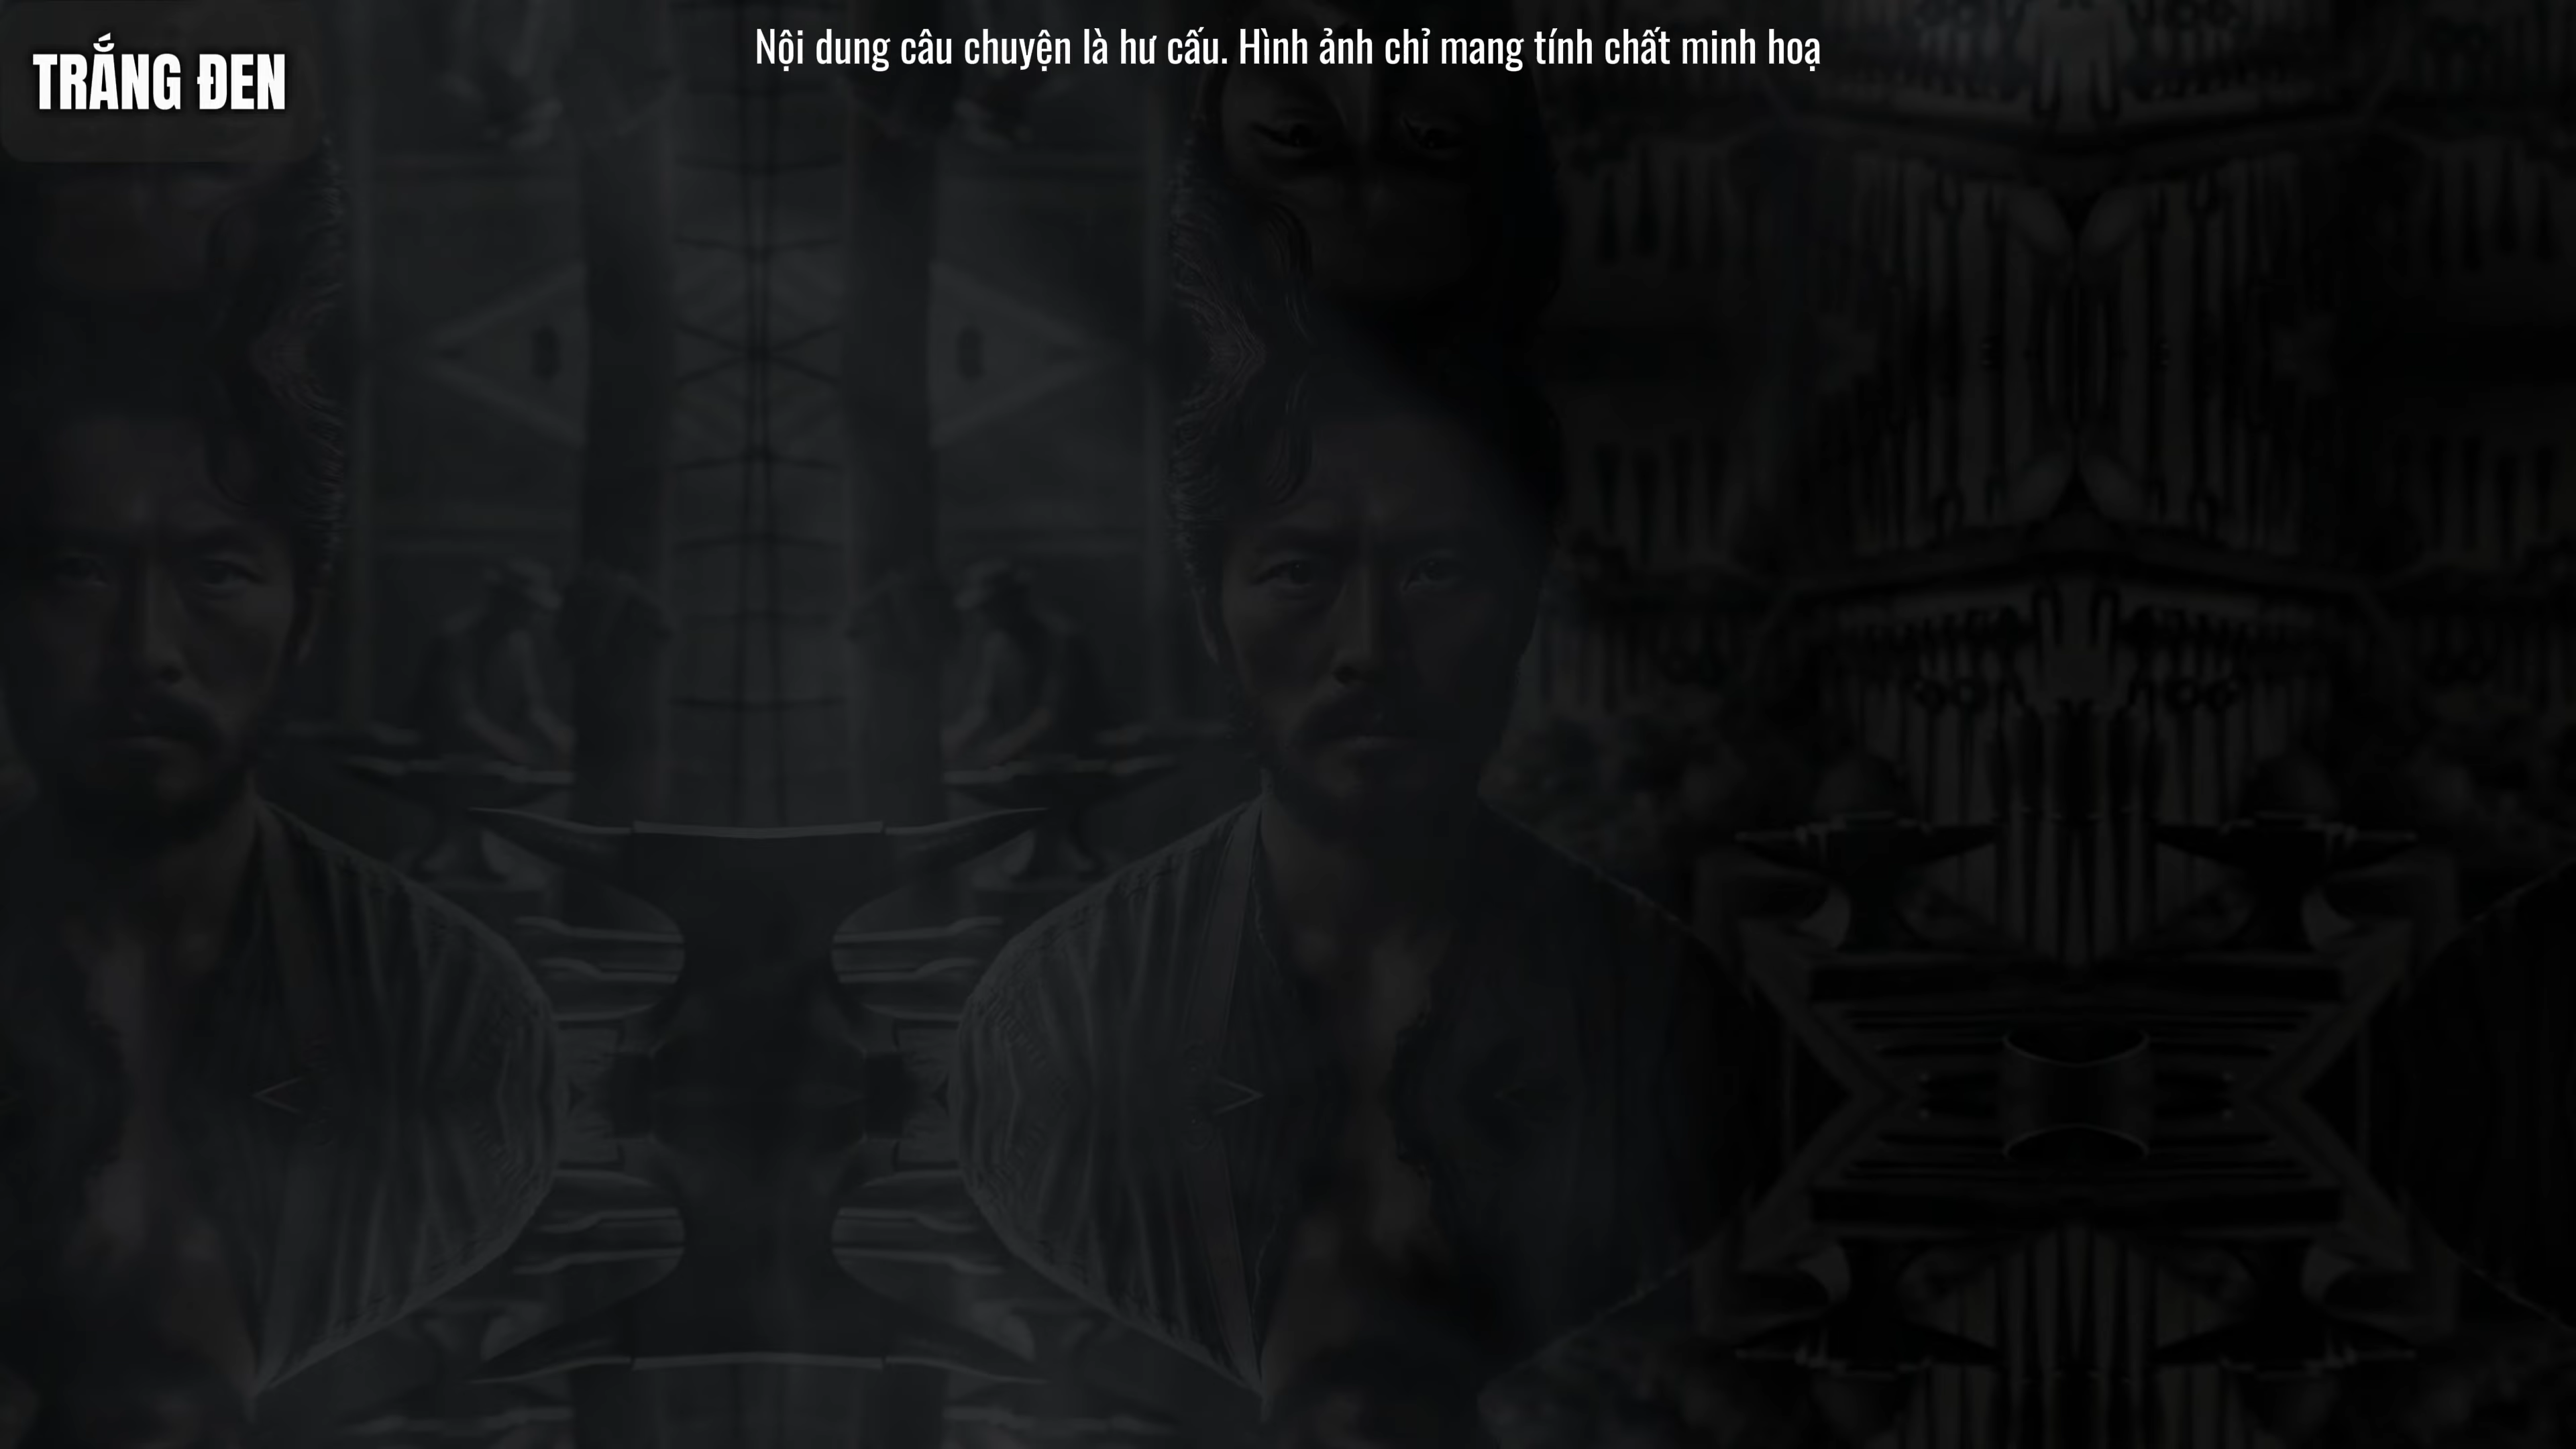 TRẮNG ĐEN
Nội dung câu chuyện là hư cấu. Hình ảnh chỉ mang tính chất minh hoạ